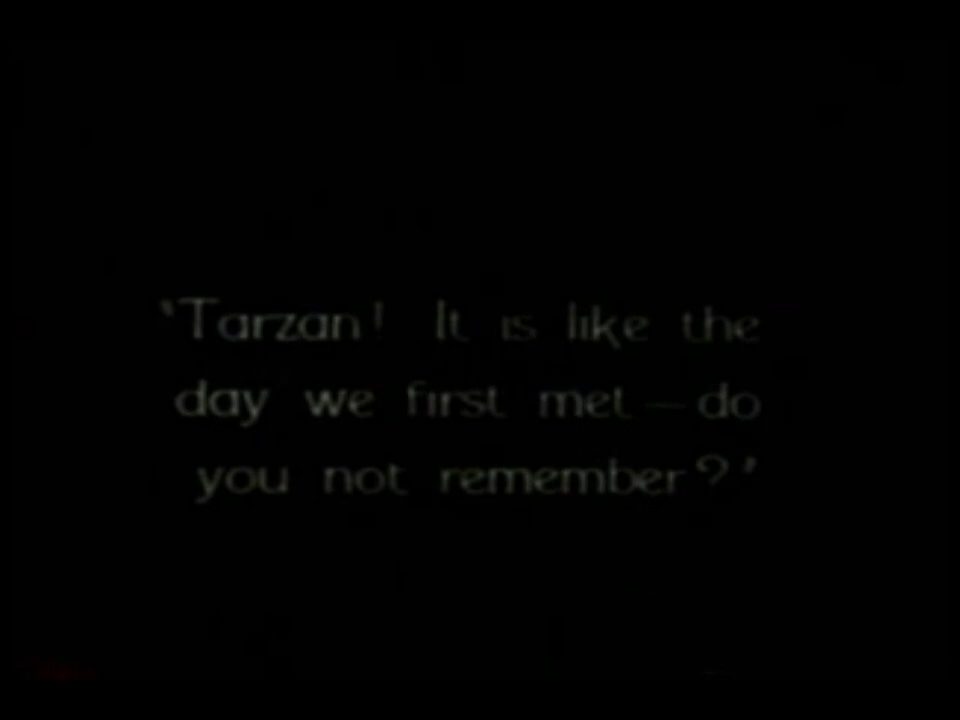 'Tarzan! It is like the
day we first met — do
you not remember?'